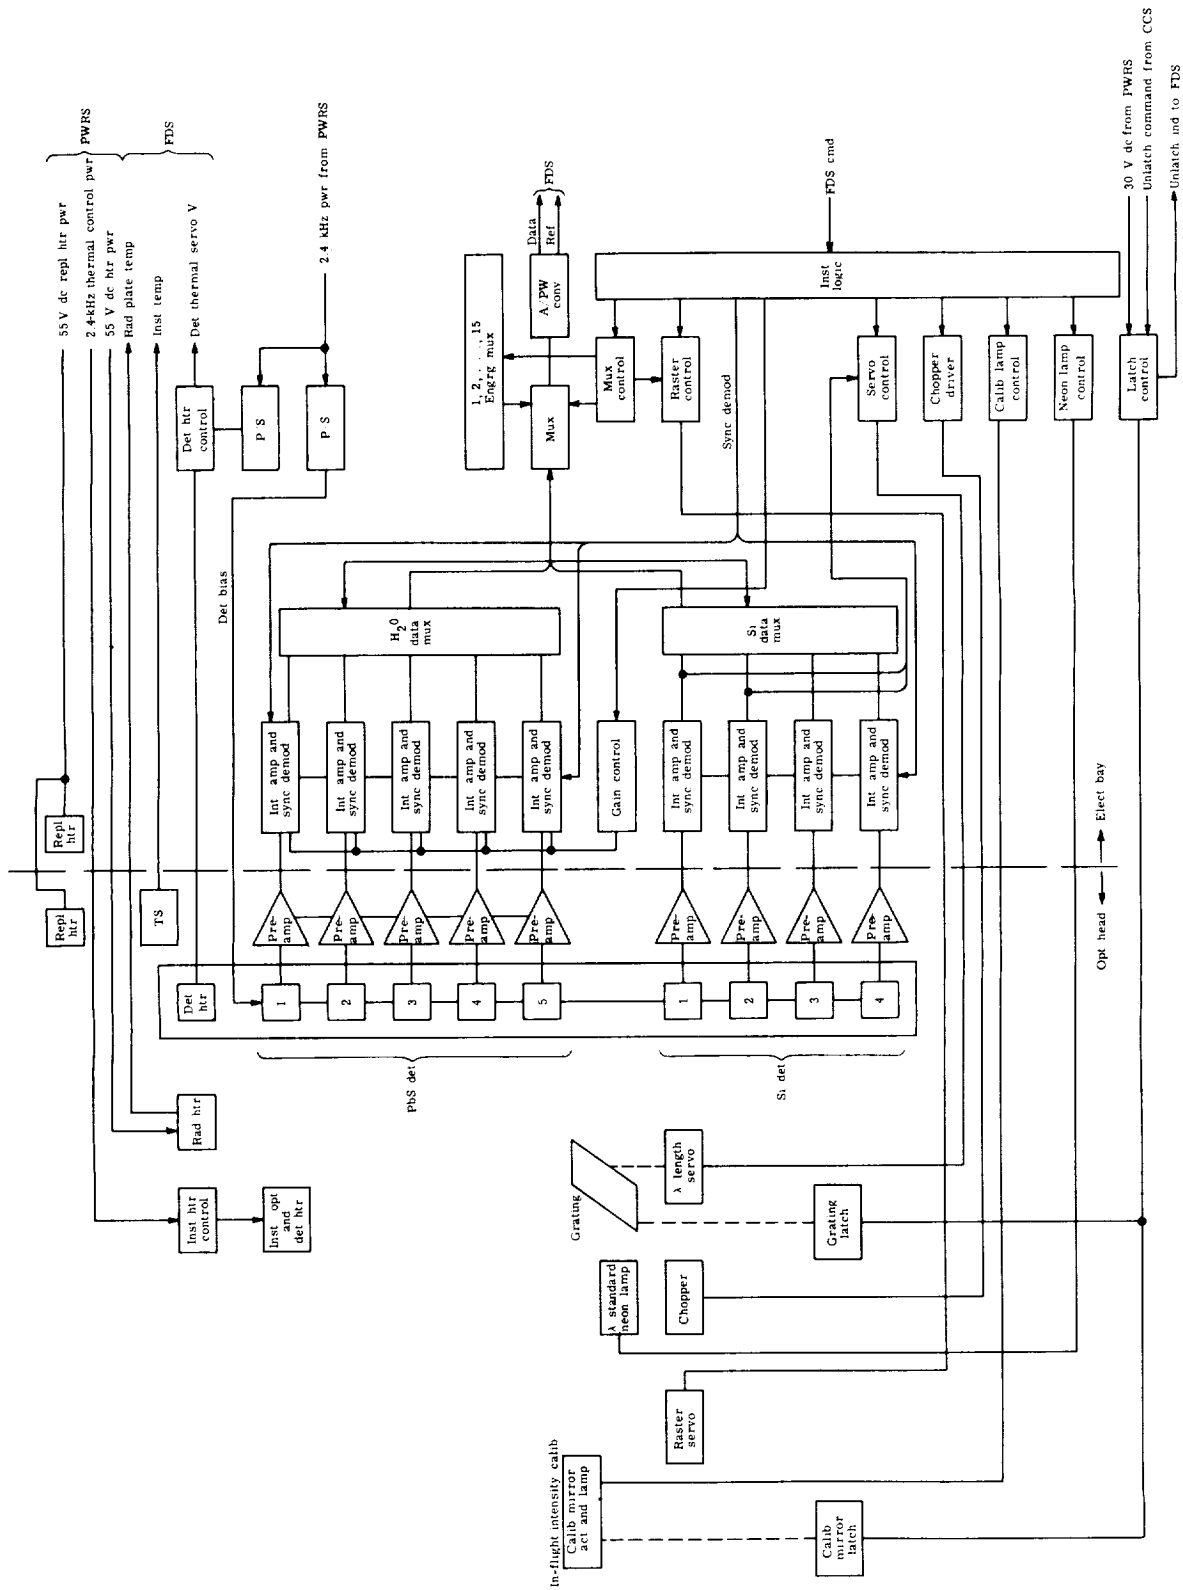 55 V dc repl htr pwr
2.4-kHz thermal control pwr
55 V dc htr pwr
PWRS
Rad plate temp
Inst temp
Det thermal servo V
FDS
2.4 kHz pwr from PWRS
Repl
htr
Repl
htr
TS
Det htr
control
P S
P S
Det
htr
Rad htr
Inst htr
control
Inst opt
and
det htr
Det bias
1, 2, . . ., 15
Engrg mux
A/PW
conv
Data
Ref
FDS
Mux
Mux
control
Raster
control
Inst
logic
FDS cmd
Sync demod
Servo
control
Chopper
driver
Calib lamp
control
Neon lamp
control
Latch
control
30 V dc from PWRS
Unlatch command from CCS
Unlatch ind to FDS
H2O
data
mux
Si
data
mux
Int amp and
sync demod
Int amp and
sync demod
Int amp and
sync demod
Int amp and
sync demod
Int amp and
sync demod
Gain control
Int amp and
sync demod
Int amp and
sync demod
Int amp and
sync demod
Int amp and
sync demod
Pre-
amp
Pre-
amp
Pre-
amp
Pre-
amp
Pre-
amp
Pre-
amp
Pre-
amp
Pre-
amp
Pre-
amp
Opt head
Elect bay
1
2
3
4
5
1
2
3
4
PbS det
Si det
Grating
λ length
servo
Grating
latch
λ standard
neon lamp
Chopper
Raster
servo
In-flight intensity calib
Calib mirror
act and lamp
Calib
mirror
latch